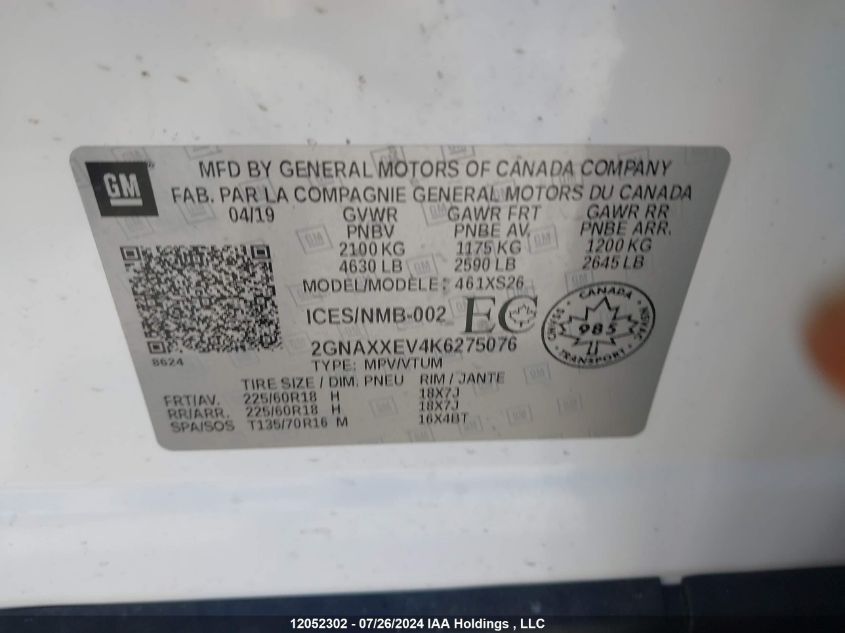 GM
MFD BY GENERAL MOTORS OF CANADA COMPANY
FAB. PAR LA COMPAGNIE GENERAL MOTORS DU CANADA
04/19 GVWR GAWR FRT GAWR RR
PNBV PNBE AV. PNBE ARR.
2100 KG 1175 KG 1200 KG
4630 LB 2590 LB 2645 LB
MODEL/MODÈLE: 461XS26
ICES/NMB-002 EC
CANADA
985
TRANSPORT
2GNAXXEV4K6275076
8624
TYPE: MPV/VTUM
TIRE SIZE / DIM. PNEU RIM / JANTE
FRT/AV. 225/60R18 H 18X7J
RR/ARR. 225/60R18 H 18X7J
SPA/SOS T135/70R16 M 16X4BT
12052302 - 07/26/2024 IAA Holdings , LLC